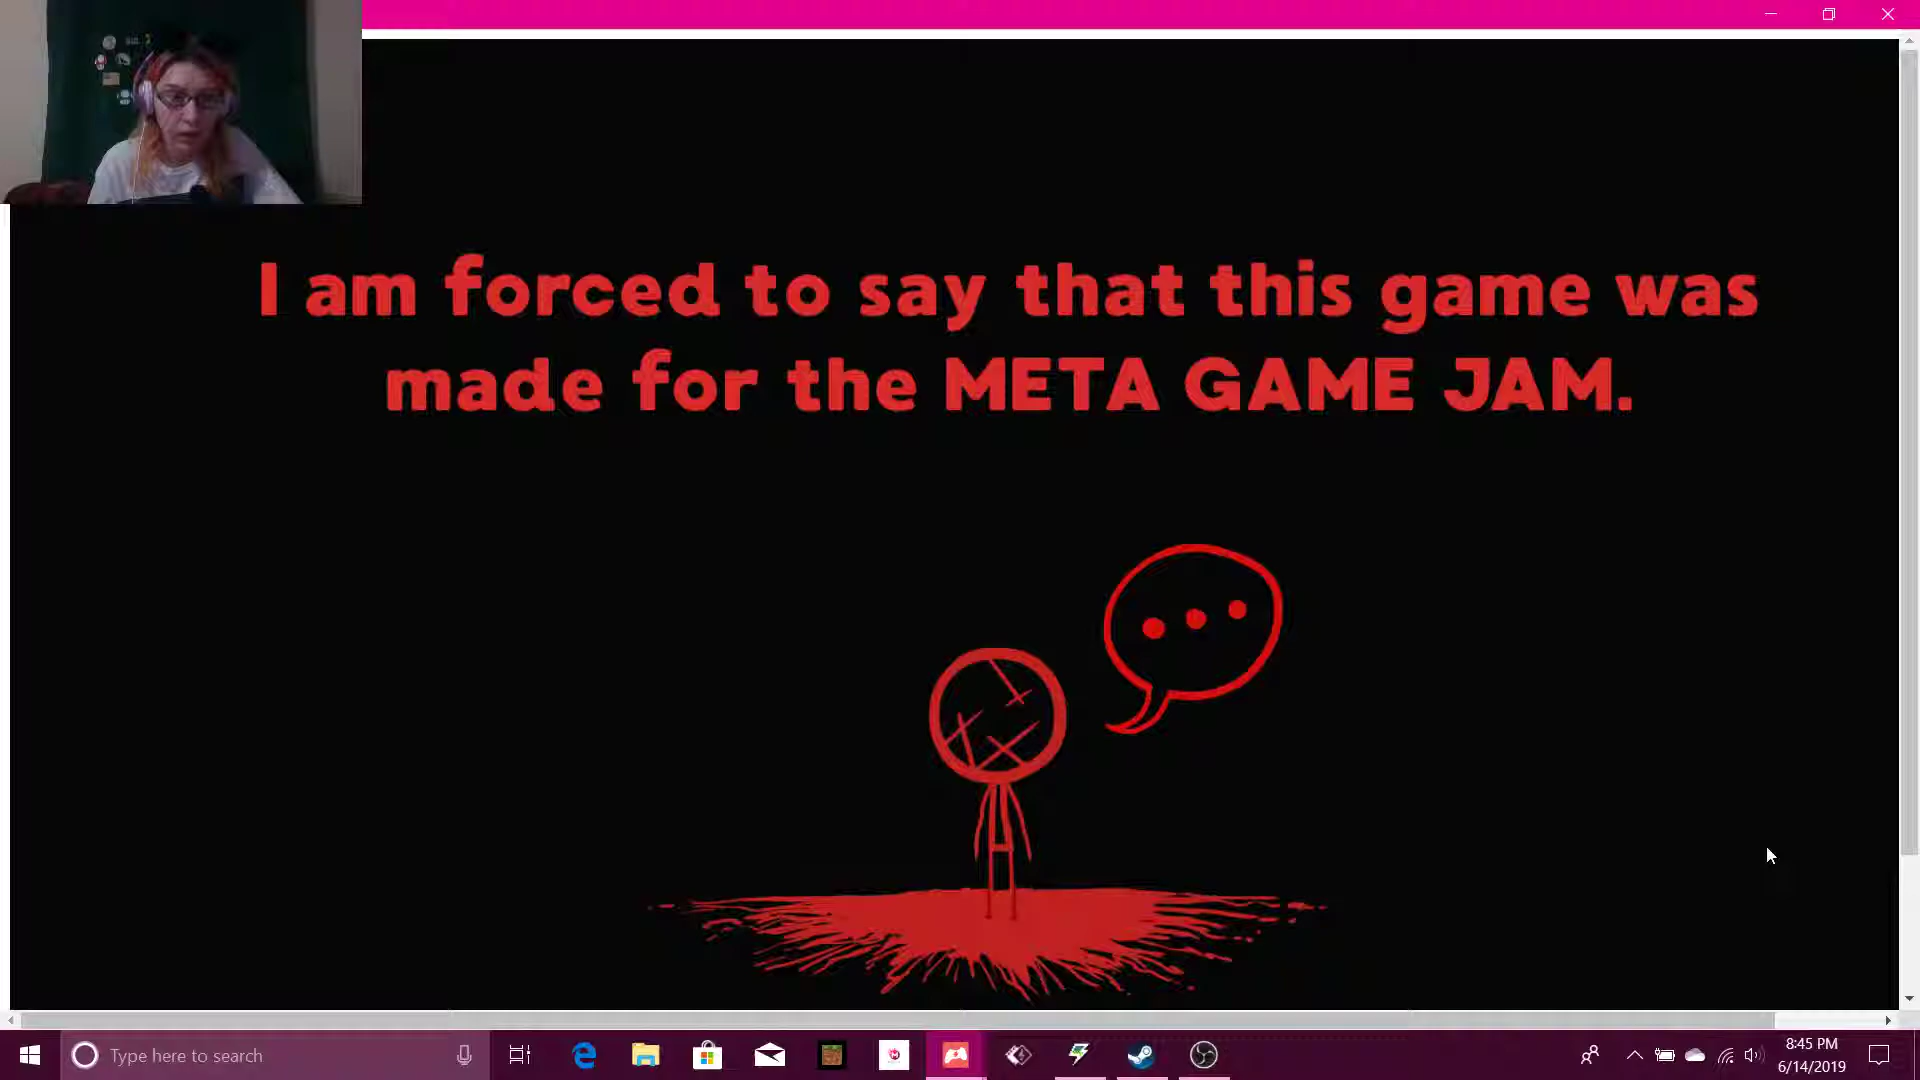 I am forced to say that this game was
made for the META GAME JAM.
Type here to search
8:45 PM
6/14/2019